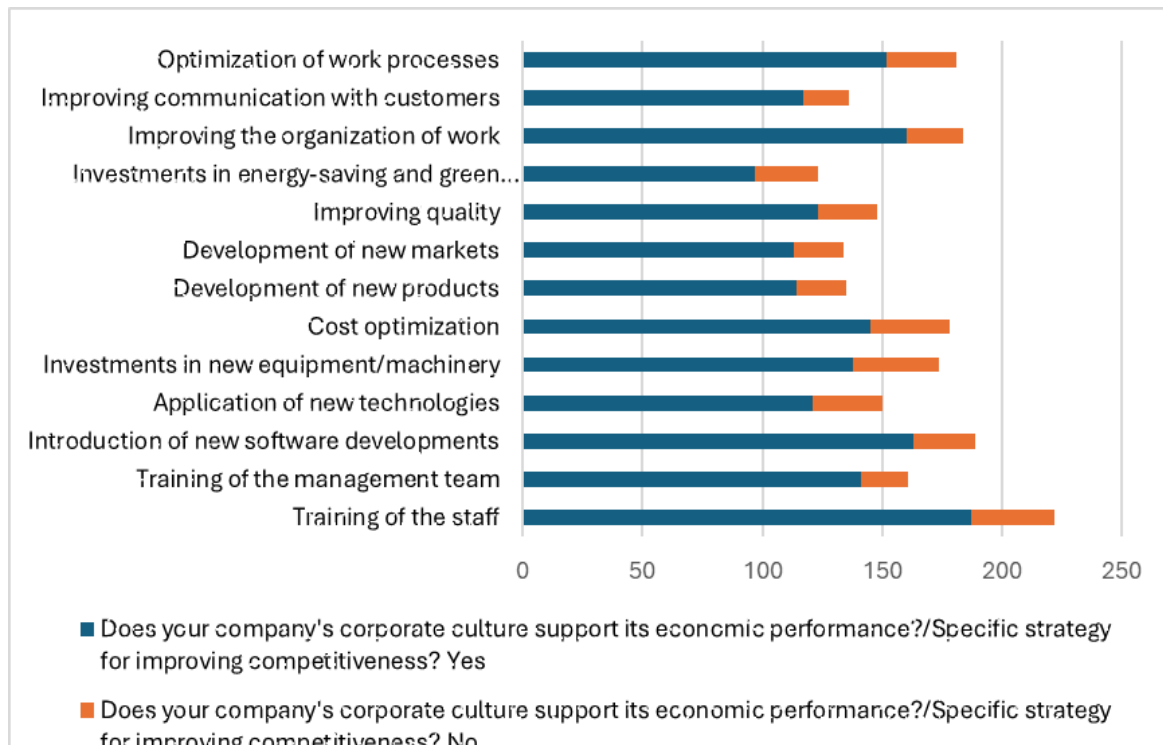 Optimization of work processes
Improving communication with customers
Improving the organization of work
Investments in energy-saving and green...
Improving quality
Development of new markets
Development of new products
Cost optimization
Investments in new equipment/machinery
Application of new technologies
Introduction of new software developments
Training of the management team
Training of the staff
0 50 100 150 200 250
Does your company's corporate culture support its economic performance?/Specific strategy
for improving competitiveness? Yes
Does your company's corporate culture support its economic performance?/Specific strategy
for improving competitiveness? No